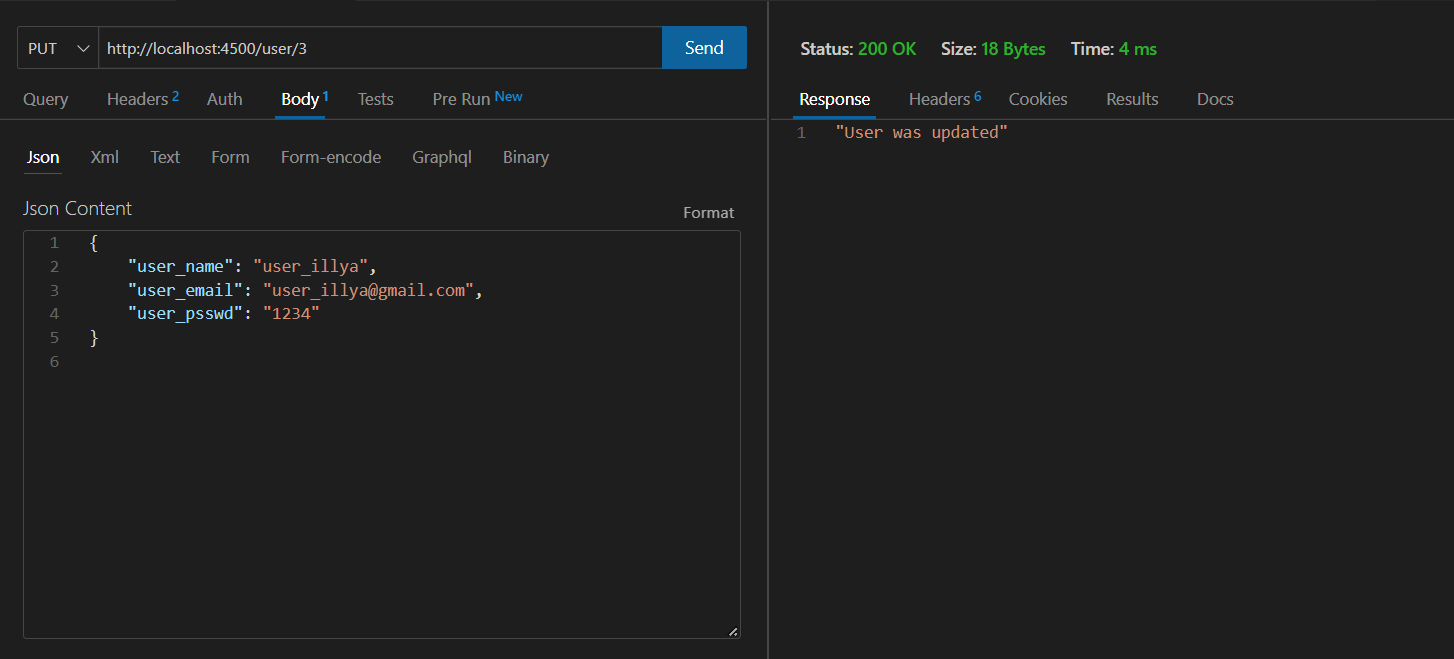 PUT http://localhost:4500/user/3 Send
Query Headers 2 Auth Body 1 Tests Pre Run New
Json Xml Text Form Form-encode Graphql Binary
Json Content
Format
1 {
2 "user_name": "user_illya",
3 "user_email": "user_illya@gmail.com",
4 "user_psswd": "1234"
5 }
6
Status: 200 OK Size: 18 Bytes Time: 4 ms
Response Headers 6 Cookies Results Docs
1 "User was updated"